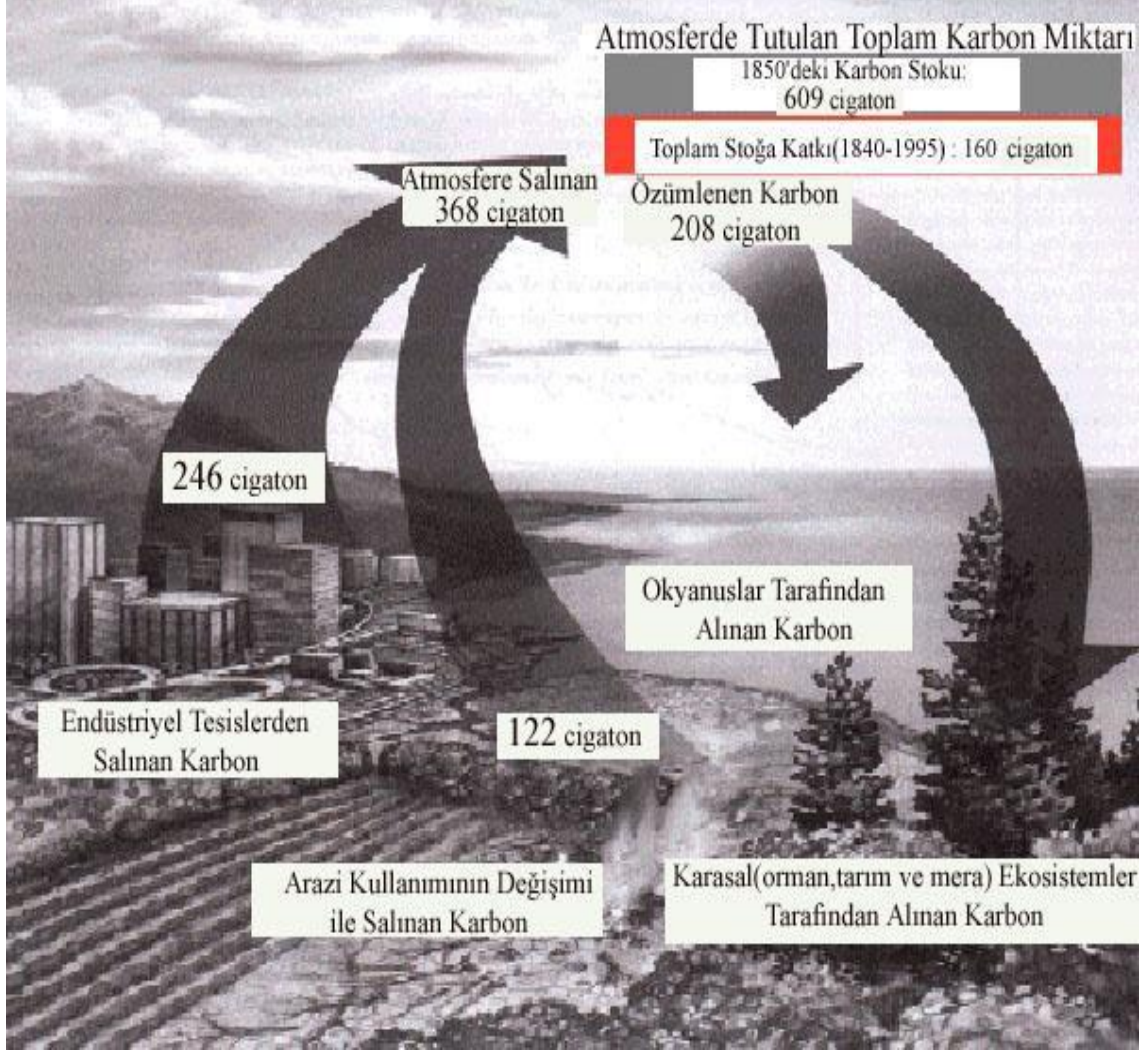 Atmosferde Tutulan Toplam Karbon Miktarı
1850'deki Karbon Stoku:
609 cigaton
Toplam Stoğa Katkı(1840-1995) : 160 cigaton
Atmosfere Salınan
368 cigaton
Özümlenen Karbon
208 cigaton
246 cigaton
Okyanuslar Tarafından
Alınan Karbon
Endüstriyel Tesislerden
Salınan Karbon
122 cigaton
Arazi Kullanımının Değişimi
ile Salınan Karbon
Karasal(orman,tarım ve mera) Ekosistemler
Tarafından Alınan Karbon